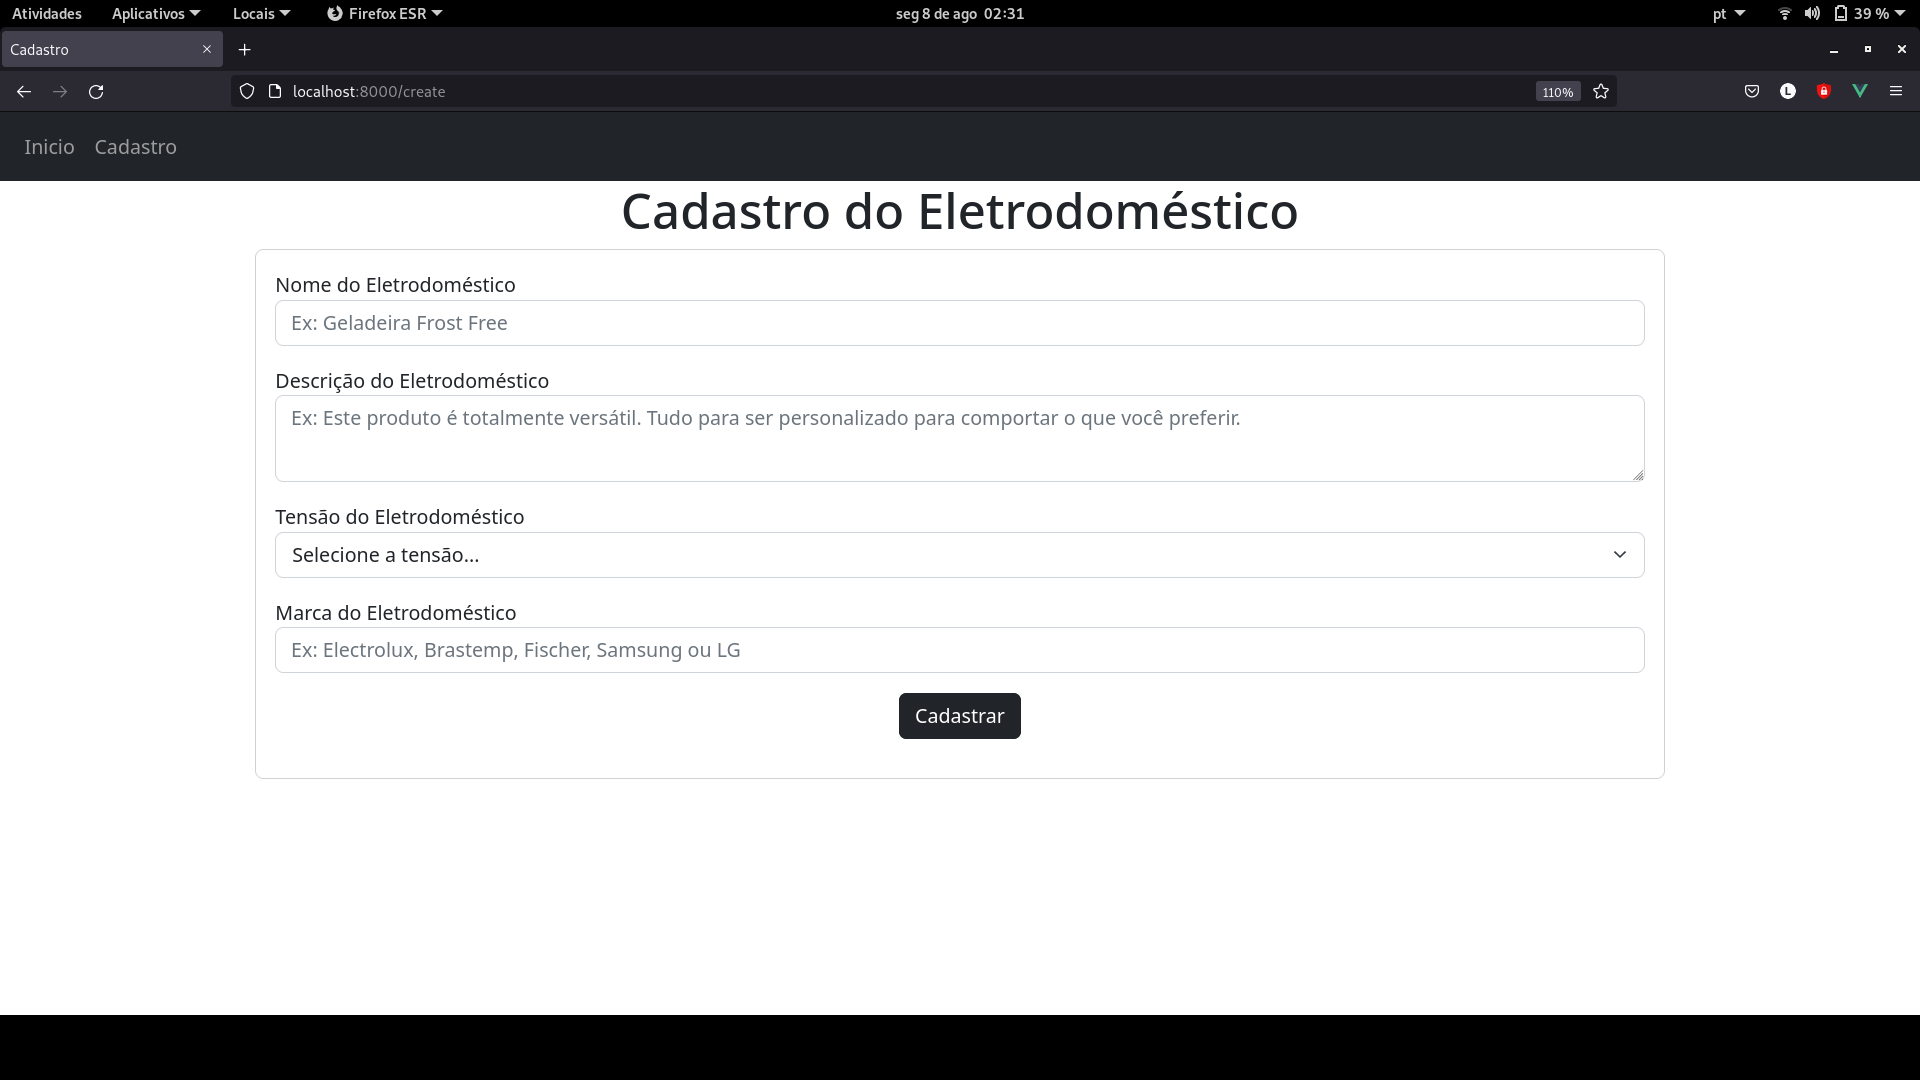 Atividades Aplicativos Locais Firefox ESR seg 8 de ago 02:31 pt 39 %
Cadastro
localhost:8000/create 110% L
Inicio Cadastro
Cadastro do Eletrodoméstico
Nome do Eletrodoméstico
Ex: Geladeira Frost Free
Descrição do Eletrodoméstico
Ex: Este produto é totalmente versátil. Tudo para ser personalizado para comportar o que você preferir.
Tensão do Eletrodoméstico
Selecione a tensão...
Marca do Eletrodoméstico
Ex: Electrolux, Brastemp, Fischer, Samsung ou LG
Cadastrar